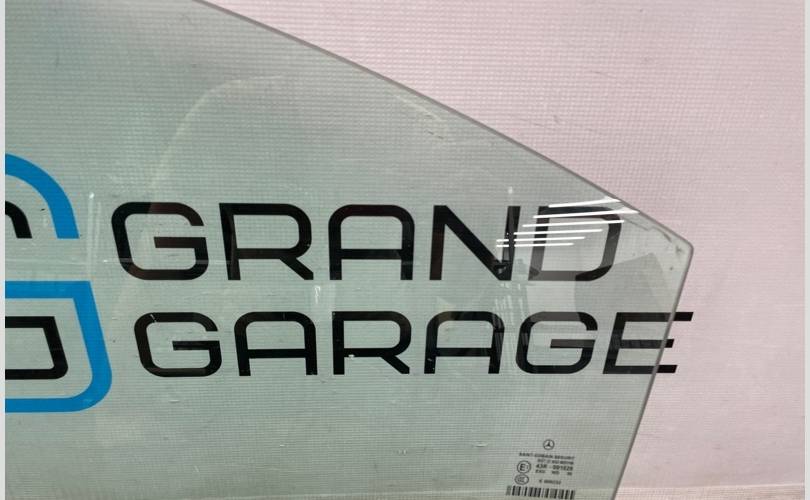 GRAND
GARAGE
SAINT-GOBAIN SEKURIT
43R - 001029